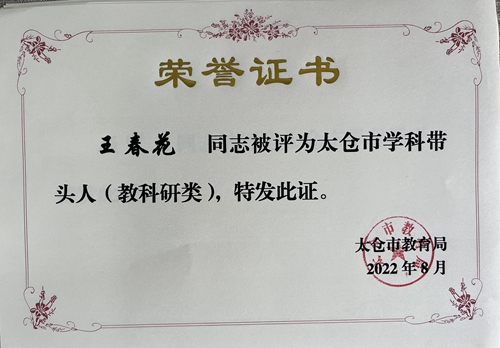 荣誉证书
王春花 同志被评为太仓市学科带
头人（教科研类），特发此证。
太仓市教育局
2022年8月